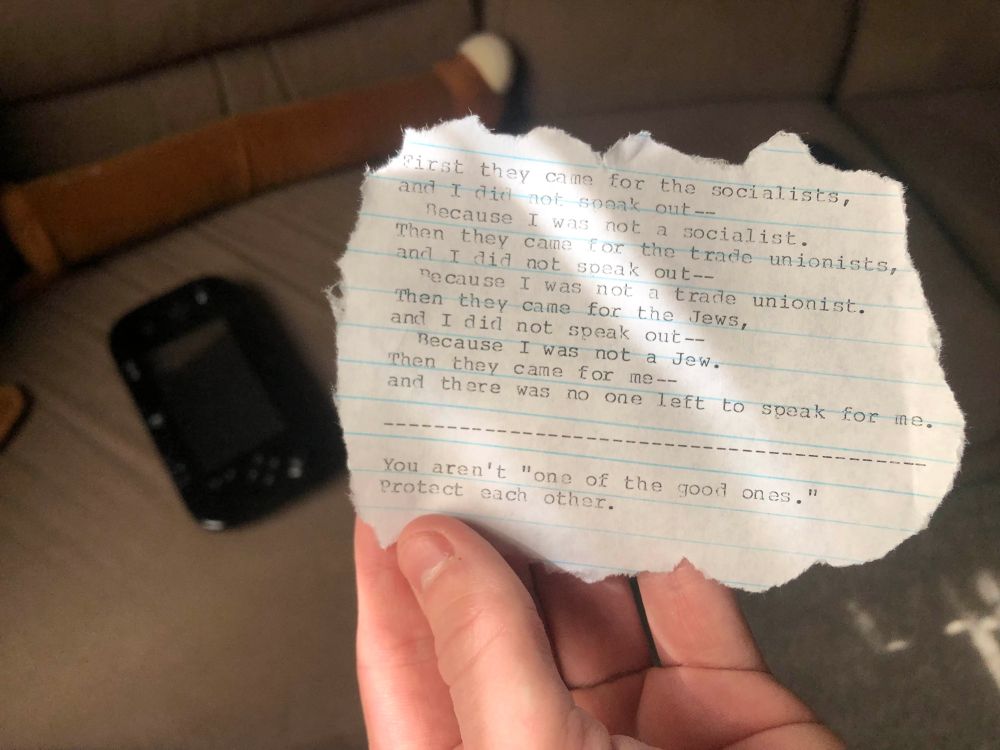 First they came for the socialists,
and I did not speak out--
Because I was not a socialist.
Then they came for the trade unionists,
and I did not speak out--
Because I was not a trade unionist.
Then they came for the Jews,
and I did not speak out--
Because I was not a Jew.
Then they came for me--
and there was no one left to speak for me.
--------------------------------------------
You aren't "one of the good ones."
Protect each other.